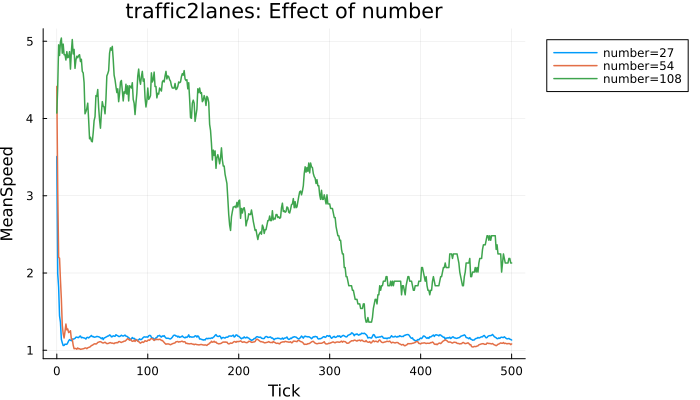 traffic2lanes: Effect of number
MeanSpeed
5
4
3
2
1
0
100
200
300
400
500
Tick
number=27
number=54
number=108